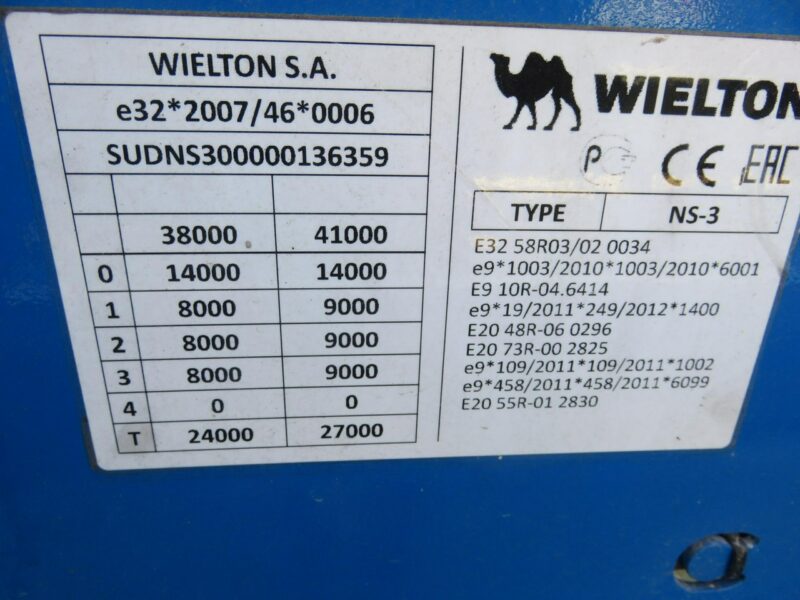 WIELTON S.A.
e32*2007/46*0006
SUDNS300000136359
38000 41000
0 14000 14000
1 8000 9000
2 8000 9000
3 8000 9000
4 0 0
T 24000 27000
WIELTON
CE EAC
TYPE NS-3
E32 58R03/02 0034
e9*1003/2010*1003/2010*6001
E9 10R-04.6414
e9*19/2011*249/2012*1400
E20 48R-06 0296
E20 73R-00 2825
e9*109/2011*109/2011*1002
e9*458/2011*458/2011*6099
E20 55R-01 2830